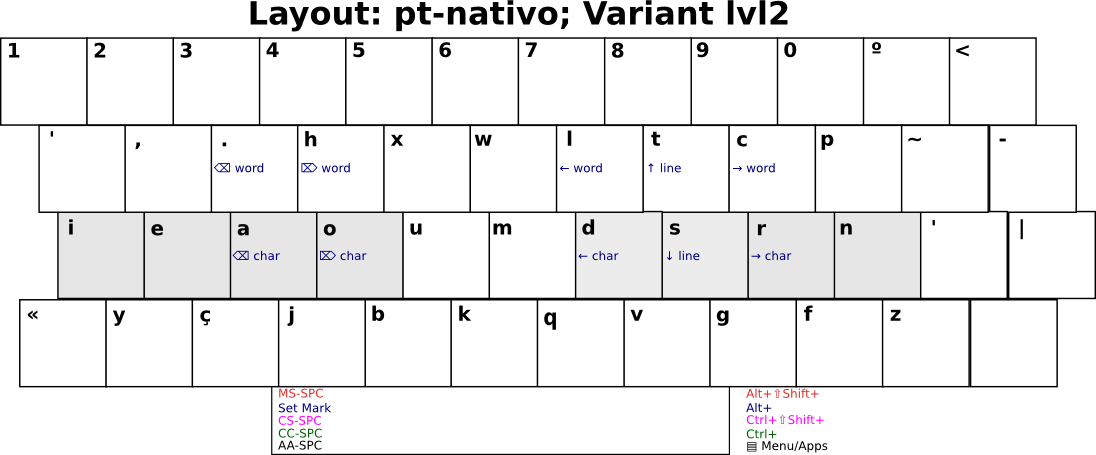 Layout: pt-nativo; Variant lvl2
1 2 3 4 5 6 7 8 9 0 º <
' , . h x w l t c p ~ -
⌫ word ⌦ word ← word ↑ line → word
i e a o u m d s r n ' |
⌫ char ⌦ char ← char ↓ line → char
« y ç j b k q v g f z
MS-SPC Alt+⇧Shift+
Set Mark Alt+
CS-SPC Ctrl+⇧Shift+
CC-SPC Ctrl+
AA-SPC ▤ Menu/Apps